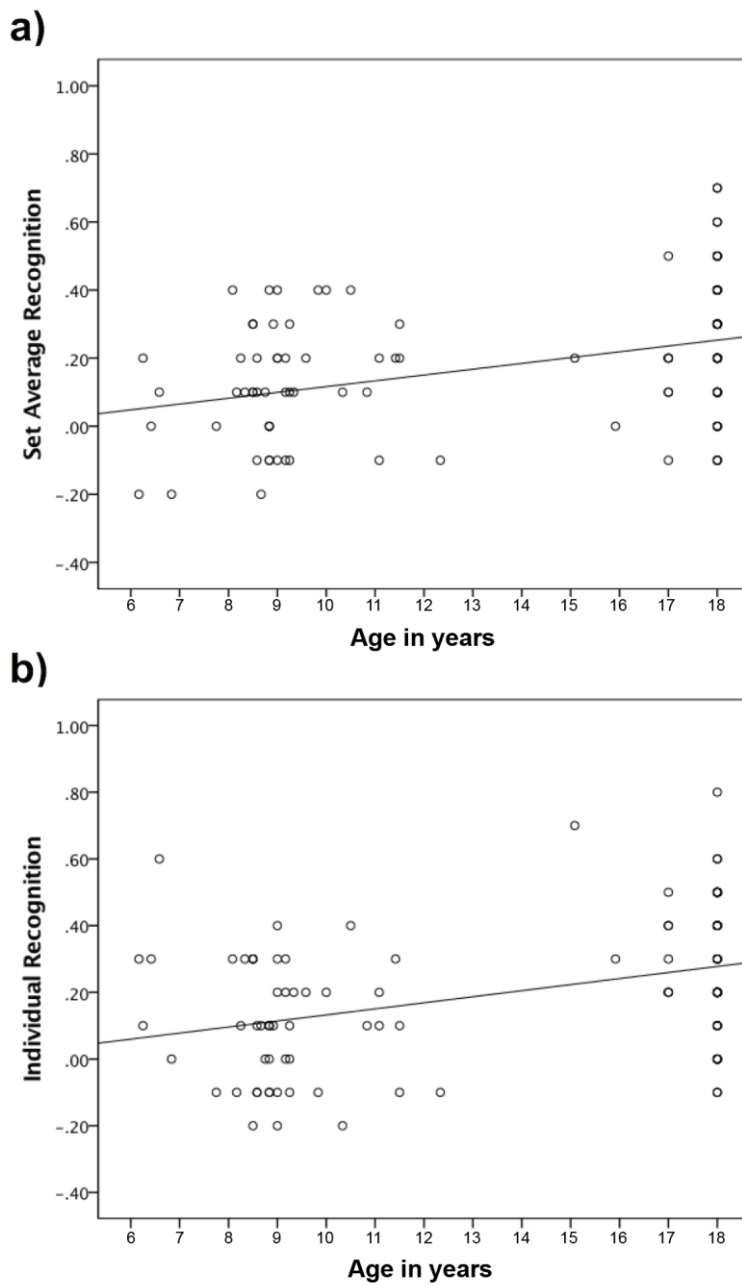 a)
Set Average Recognition
1.00
.80
.60
.40
.20
.00
-.20
-.40
6 7 8 9 10 11 12 13 14 15 16 17 18
Age in years
b)
Individual Recognition
1.00
.80
.60
.40
.20
.00
-.20
-.40
6 7 8 9 10 11 12 13 14 15 16 17 18
Age in years